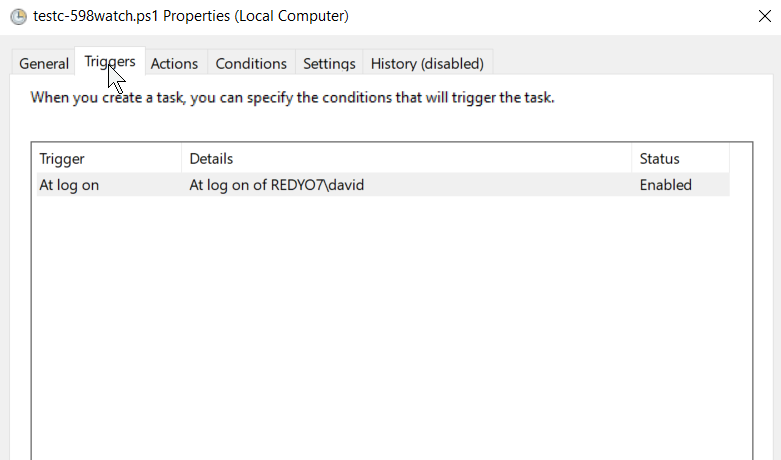 testc-598watch.ps1 Properties (Local Computer)
General Triggers Actions Conditions Settings History (disabled)
When you create a task, you can specify the conditions that will trigger the task.
Trigger Details Status
At log on At log on of REDYO7\david Enabled